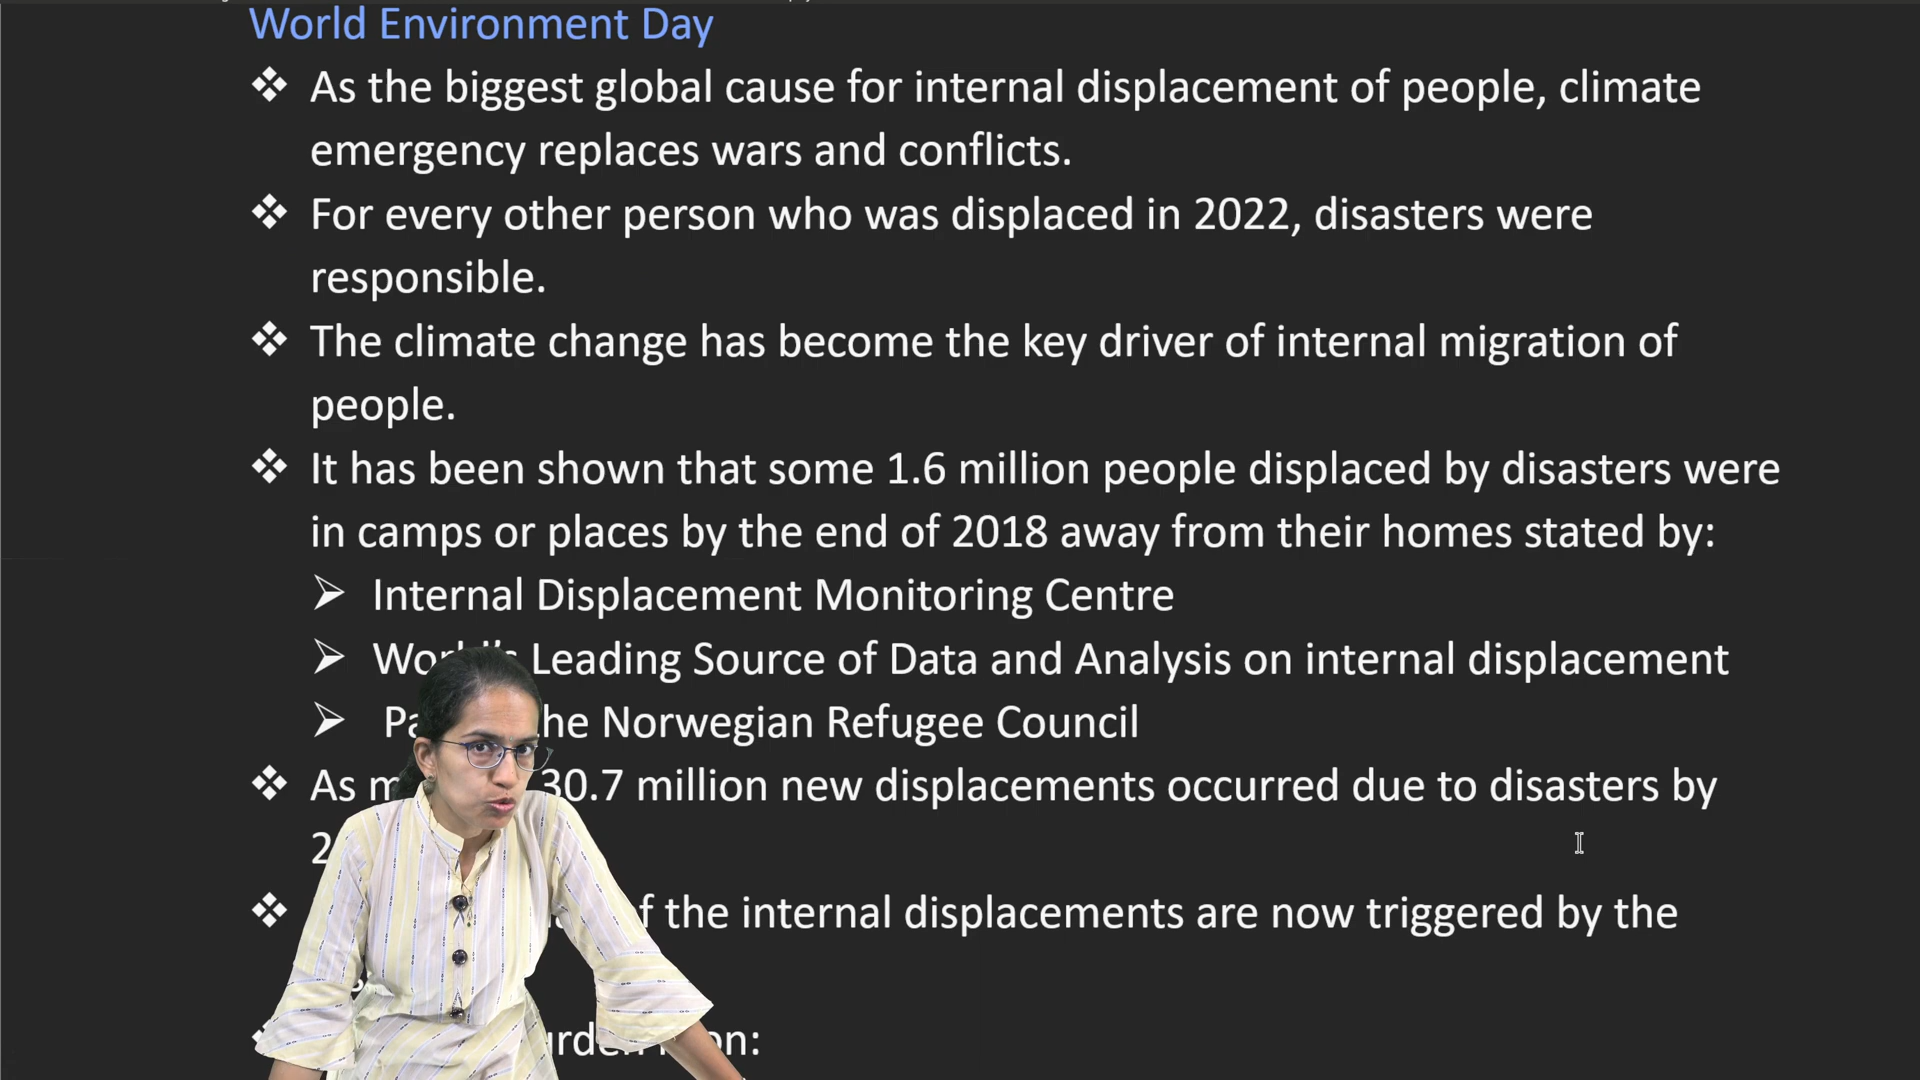 World Environment Day
❖ As the biggest global cause for internal displacement of people, climate
emergency replaces wars and conflicts.
❖ For every other person who was displaced in 2022, disasters were
responsible.
❖ The climate change has become the key driver of internal migration of
people.
❖ It has been shown that some 1.6 million people displaced by disasters were
in camps or places by the end of 2018 away from their homes stated by:
➢ Internal Displacement Monitoring Centre
➢ World's Leading Source of Data and Analysis on internal displacement
➢ the Norwegian Refugee Council
❖ As 30.7 million new displacements occurred due to disasters by
❖ of the internal displacements are now triggered by the